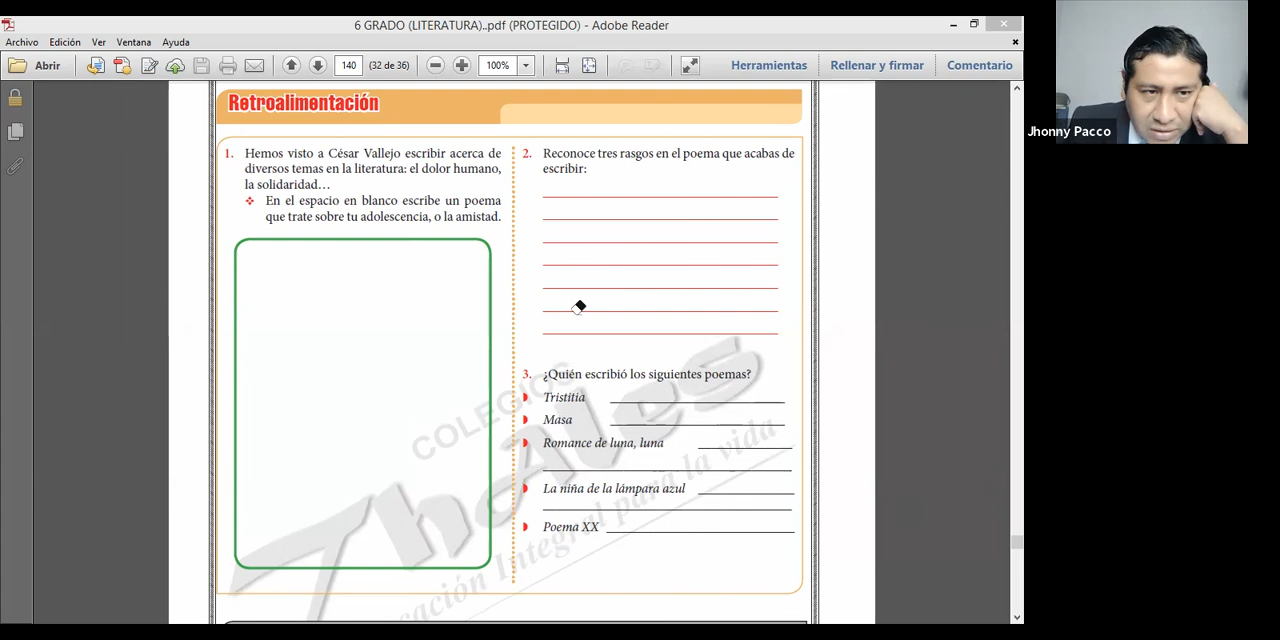 6 GRADO (LITERATURA)..pdf (PROTEGIDO) - Adobe Reader
Archivo Edición Ver Ventana Ayuda
Abrir 140 (32 de 36) 100% Herramientas Rellenar y firmar Comentario
Retroalimentación
1. Hemos visto a César Vallejo escribir acerca de
diversos temas en la literatura: el dolor humano,
la solidaridad…
En el espacio en blanco escribe un poema
que trate sobre tu adolescencia, o la amistad.
2. Reconoce tres rasgos en el poema que acabas de
escribir:
3. ¿Quién escribió los siguientes poemas?
Tristitia
Masa
Romance de luna, luna
La niña de la lámpara azul
Poema XX
COLEGIOS
Thales
cación Integral para la vida
Jhonny Pacco